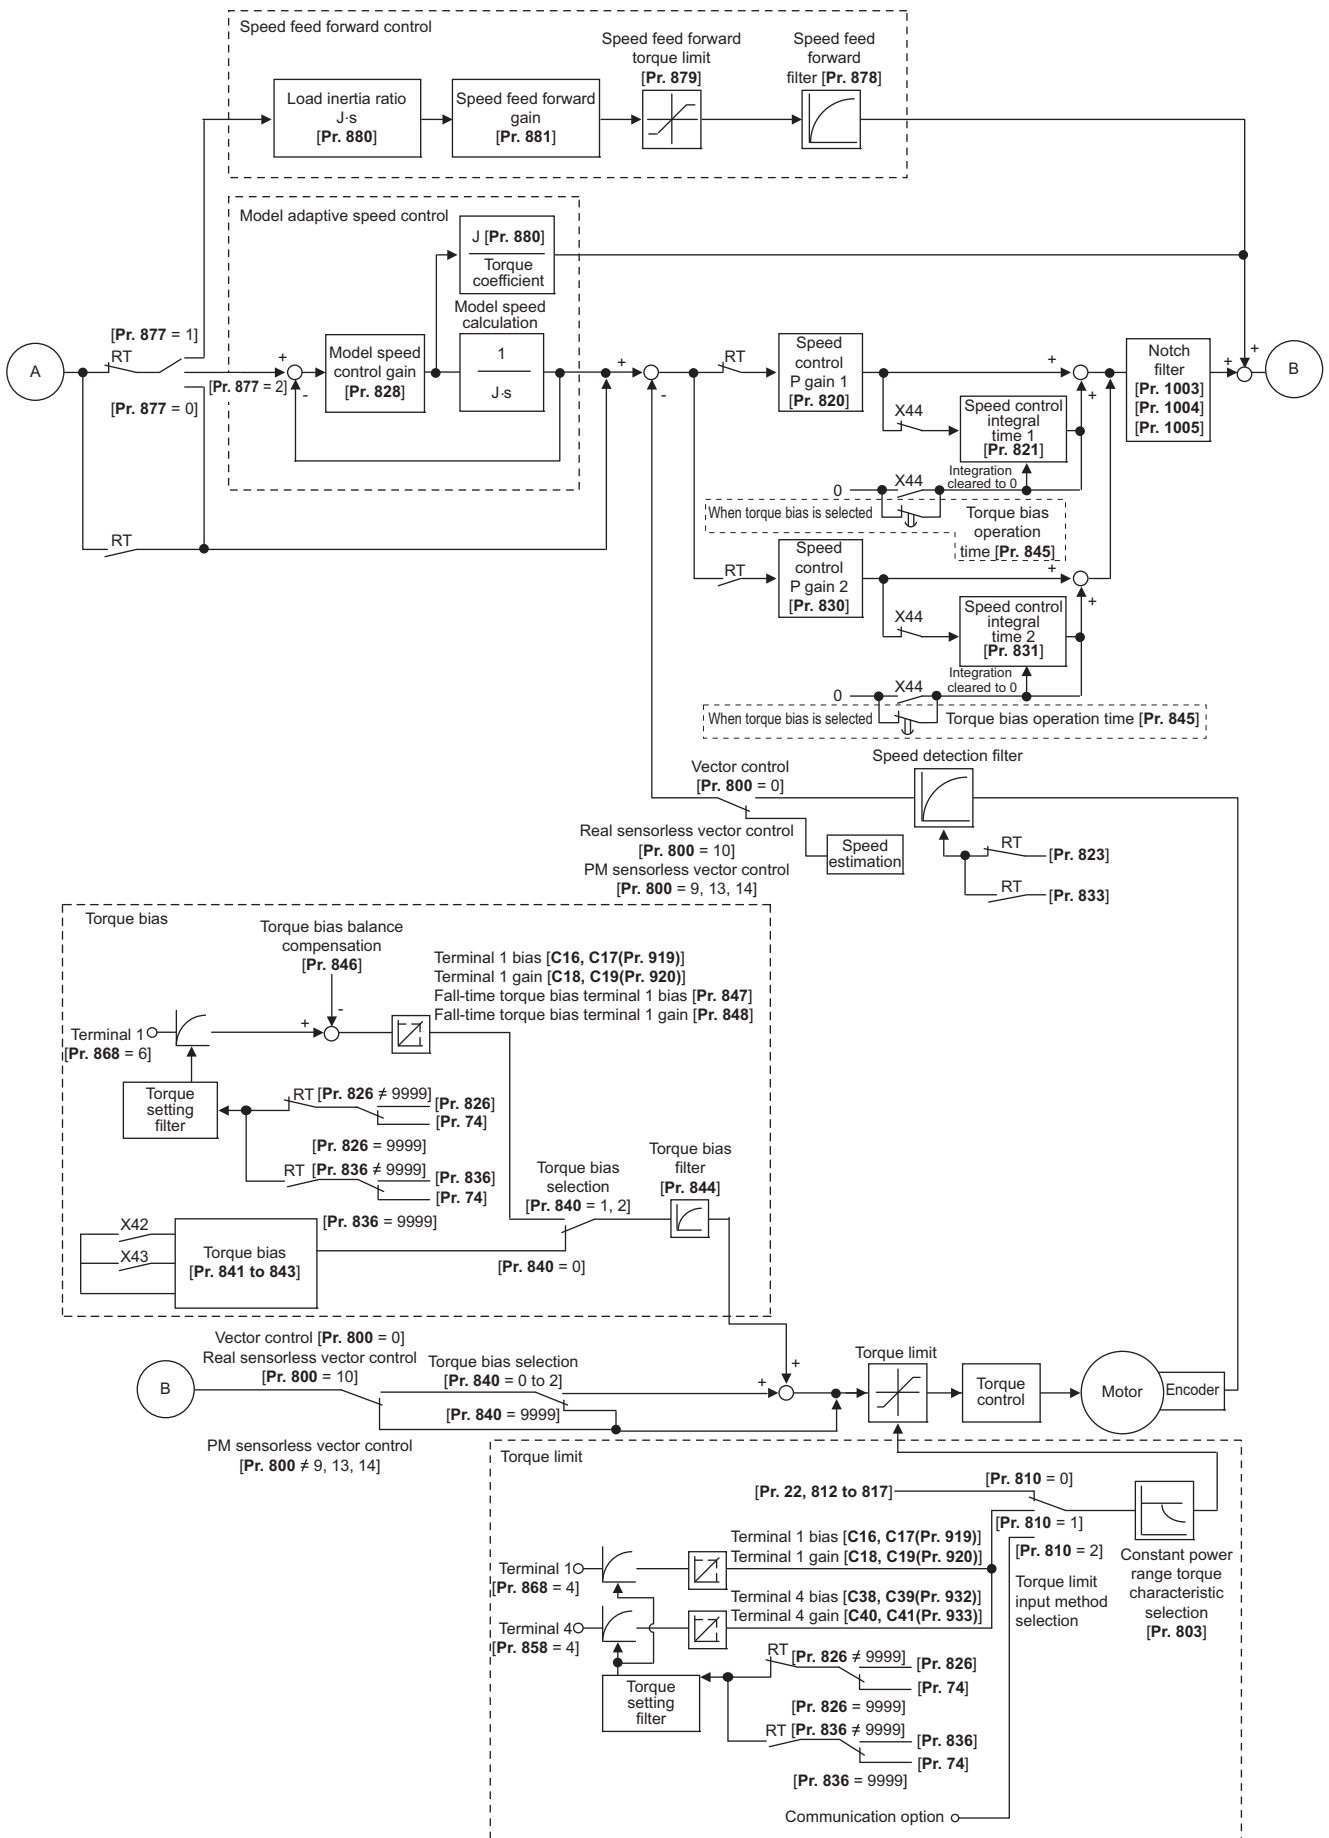 Speed feed forward control
Speed feed forward
torque limit
[Pr. 879]
Speed feed
forward
filter [Pr. 878]
Load inertia ratio
J·s
[Pr. 880]
Speed feed forward
gain
[Pr. 881]
Model adaptive speed control
J [Pr. 880]
Torque
coefficient
Model speed
calculation
[Pr. 877 = 1]
RT
A
[Pr. 877 = 2]
[Pr. 877 = 0]
+
-
Model speed
control gain
[Pr. 828]
1
J·s
+
-
RT
Speed
control
P gain 1
[Pr. 820]
+
+
X44
Speed control
integral
time 1
[Pr. 821]
Notch
filter
[Pr. 1003]
[Pr. 1004]
[Pr. 1005]
+
+
B
Integration
cleared to 0
0
X44
When torque bias is selected
Torque bias
operation
time [Pr. 845]
RT
RT
Speed
control
P gain 2
[Pr. 830]
+
+
X44
Speed control
integral
time 2
[Pr. 831]
Integration
cleared to 0
0
X44
When torque bias is selected
Torque bias operation time [Pr. 845]
Speed detection filter
Vector control
[Pr. 800 = 0]
Real sensorless vector control
[Pr. 800 = 10]
PM sensorless vector control
[Pr. 800 = 9, 13, 14]
Speed
estimation
RT
[Pr. 823]
RT
[Pr. 833]
Torque bias
Torque bias balance
compensation
[Pr. 846]
Terminal 1 bias [C16, C17(Pr. 919)]
Terminal 1 gain [C18, C19(Pr. 920)]
Fall-time torque bias terminal 1 bias [Pr. 847]
Fall-time torque bias terminal 1 gain [Pr. 848]
-
+
Terminal 1
[Pr. 868 = 6]
Torque
setting
filter
RT
[Pr. 826 ≠ 9999]
[Pr. 826]
[Pr. 74]
[Pr. 826 = 9999]
RT
[Pr. 836 ≠ 9999]
[Pr. 836]
[Pr. 74]
[Pr. 836 = 9999]
Torque bias
selection
[Pr. 840 = 1, 2]
Torque bias
filter
[Pr. 844]
X42
X43
Torque bias
[Pr. 841 to 843]
[Pr. 840 = 0]
Vector control [Pr. 800 = 0]
Real sensorless vector control
[Pr. 800 = 10]
B
Torque bias selection
[Pr. 840 = 0 to 2]
[Pr. 840 = 9999]
+
+
Torque limit
Torque
control
Motor
Encoder
PM sensorless vector control
[Pr. 800 ≠ 9, 13, 14]
Torque limit
[Pr. 22, 812 to 817]
[Pr. 810 = 0]
[Pr. 810 = 1]
[Pr. 810 = 2]
Torque limit
input method
selection
Constant power
range torque
characteristic
selection
[Pr. 803]
Terminal 1 bias [C16, C17(Pr. 919)]
Terminal 1 gain [C18, C19(Pr. 920)]
Terminal 1
[Pr. 868 = 4]
Terminal 4 bias [C38, C39(Pr. 932)]
Terminal 4 gain [C40, C41(Pr. 933)]
Terminal 4
[Pr. 858 = 4]
Torque
setting
filter
RT
[Pr. 826 ≠ 9999]
[Pr. 826]
[Pr. 74]
[Pr. 826 = 9999]
RT
[Pr. 836 ≠ 9999]
[Pr. 836]
[Pr. 74]
[Pr. 836 = 9999]
Communication option